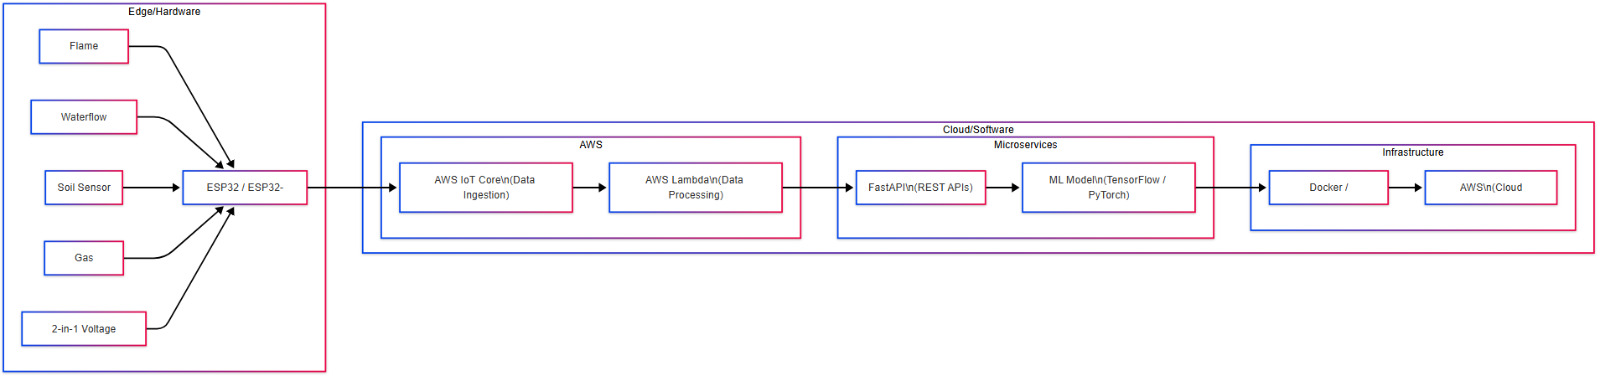 Edge/Hardware
Flame
Waterflow
Soil Sensor
Gas
2-in-1 Voltage
ESP32 / ESP32-
Cloud/Software
AWS
AWS IoT Core\n(Data
Ingestion)
AWS Lambda\n(Data
Processing)
Microservices
FastAPI\n(REST APIs)
ML Model\n(TensorFlow /
PyTorch)
Infrastructure
Docker /
AWS\n(Cloud